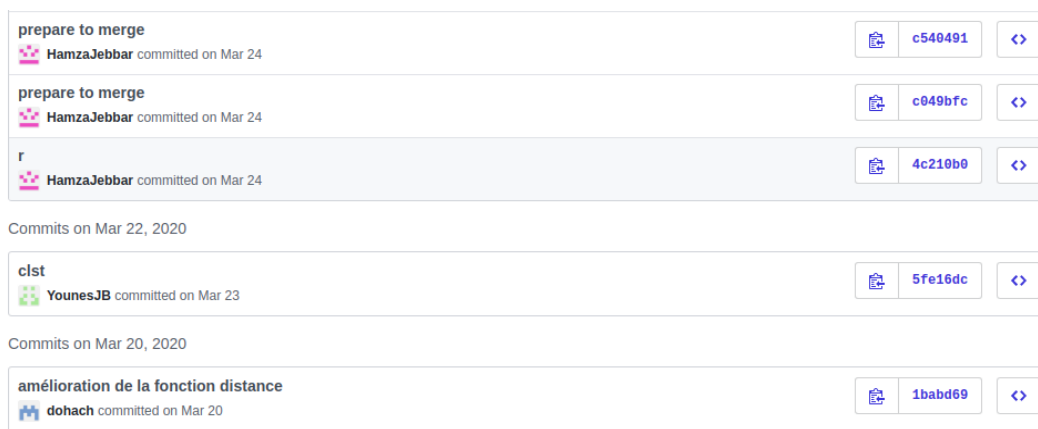 prepare to merge
c540491
HamzaJebbar committed on Mar 24
prepare to merge
c049bfc
HamzaJebbar committed on Mar 24
r
4c210b0
HamzaJebbar committed on Mar 24
Commits on Mar 22, 2020
clst
5fe16dc
YounesJB committed on Mar 23
Commits on Mar 20, 2020
amélioration de la fonction distance
1babd69
dohach committed on Mar 20